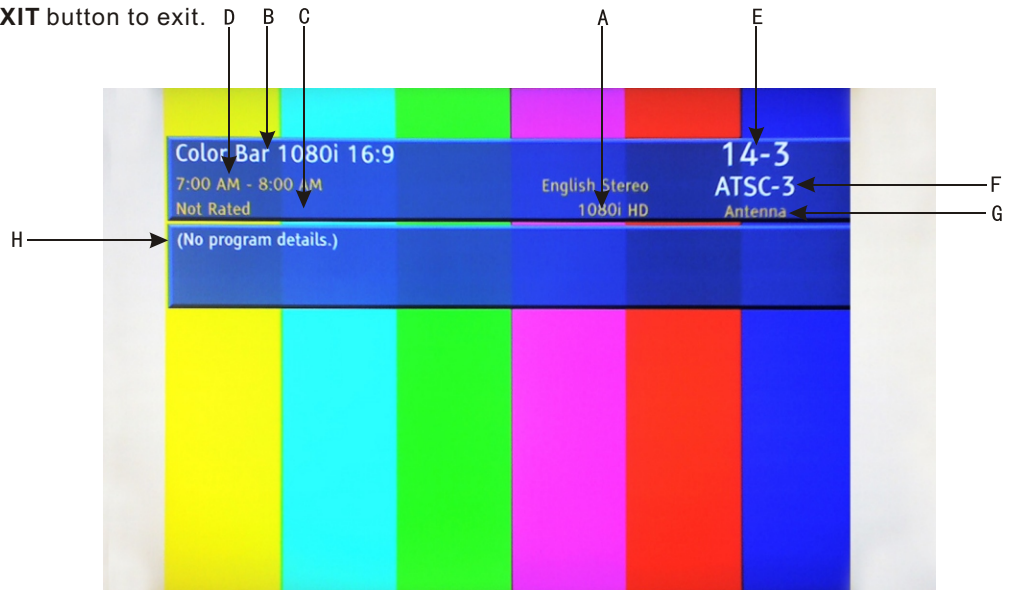 XIT button to exit.
D B C A E
Color Bar 1080i 16:9
14-3
7:00 AM - 8:00 AM
English Stereo
ATSC-3
F
Not Rated
1080i HD
Antenna
G
H
(No program details.)